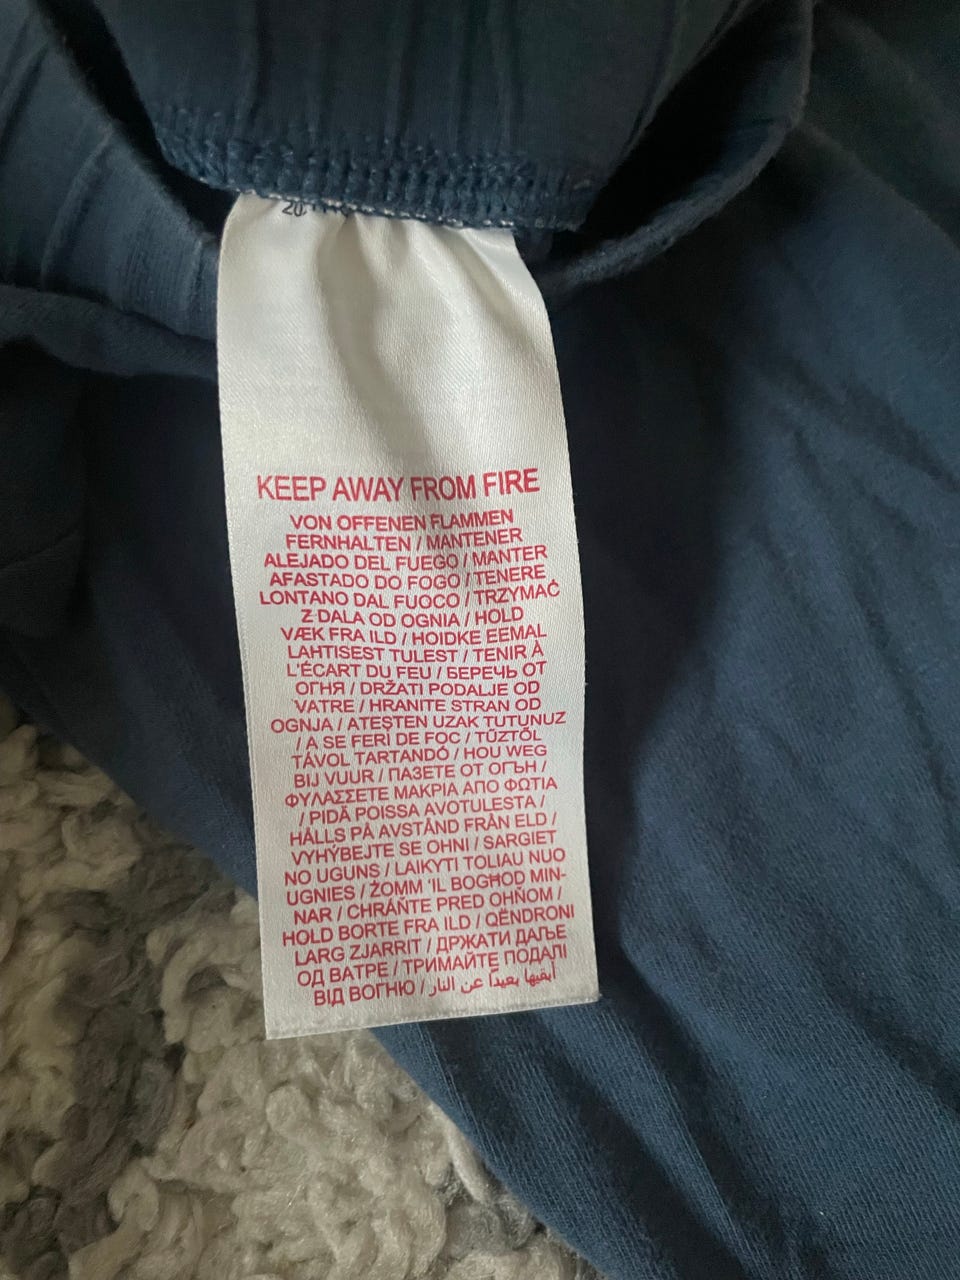 KEEP AWAY FROM FIRE
VON OFFENEN FLAMMEN
FERNHALTEN / MANTENER
ALEJADO DEL FUEGO / MANTER
AFASTADO DO FOGO / TENERE
LONTANO DAL FUOCO / TRZYMAĆ
Z DALA OD OGNIA / HOLD
VÆK FRA ILD / HOIDKE EEMAL
LAHTISEST TULEST / TENIR À
L'ÉCART DU FEU / БЕРЕЧЬ ОТ
ОГНЯ / DRŽATI PODALJE OD
VATRE / HRANITE STRAN OD
OGNJA / ATEŞTEN UZAK TUTUNUZ
/ A SE FERI DE FOC / TŰZTŐL
TÁVOL TARTANDÓ / HOU WEG
BIJ VUUR / ПАЗЕТЕ ОТ ОГЪН /
ΦΥΛΑΣΣΕΤΕ ΜΑΚΡΙΑ ΑΠΟ ΦΩΤΙΑ
/ PIDÄ POISSA AVOTULESTA /
HÅLLS PÅ AVSTÅND FRÅN ELD /
VYHÝBEJTE SE OHNI / SARGIET
NO UGUNS / LAIKYTI TOLIAU NUO
UGNIES / ŻOMM 'IL BOGĦOD MIN-
NAR / CHRÁŇTE PRED OHŇOM /
HOLD BORTE FRA ILD / QËNDRONI
LARG ZJARRIT / ДРЖАТИ ДАЉЕ
ОД ВАТРЕ / ТРИМАЙТЕ ПОДАЛІ
ВІД ВОГНЮ / أبقيها بعيداً عن النار